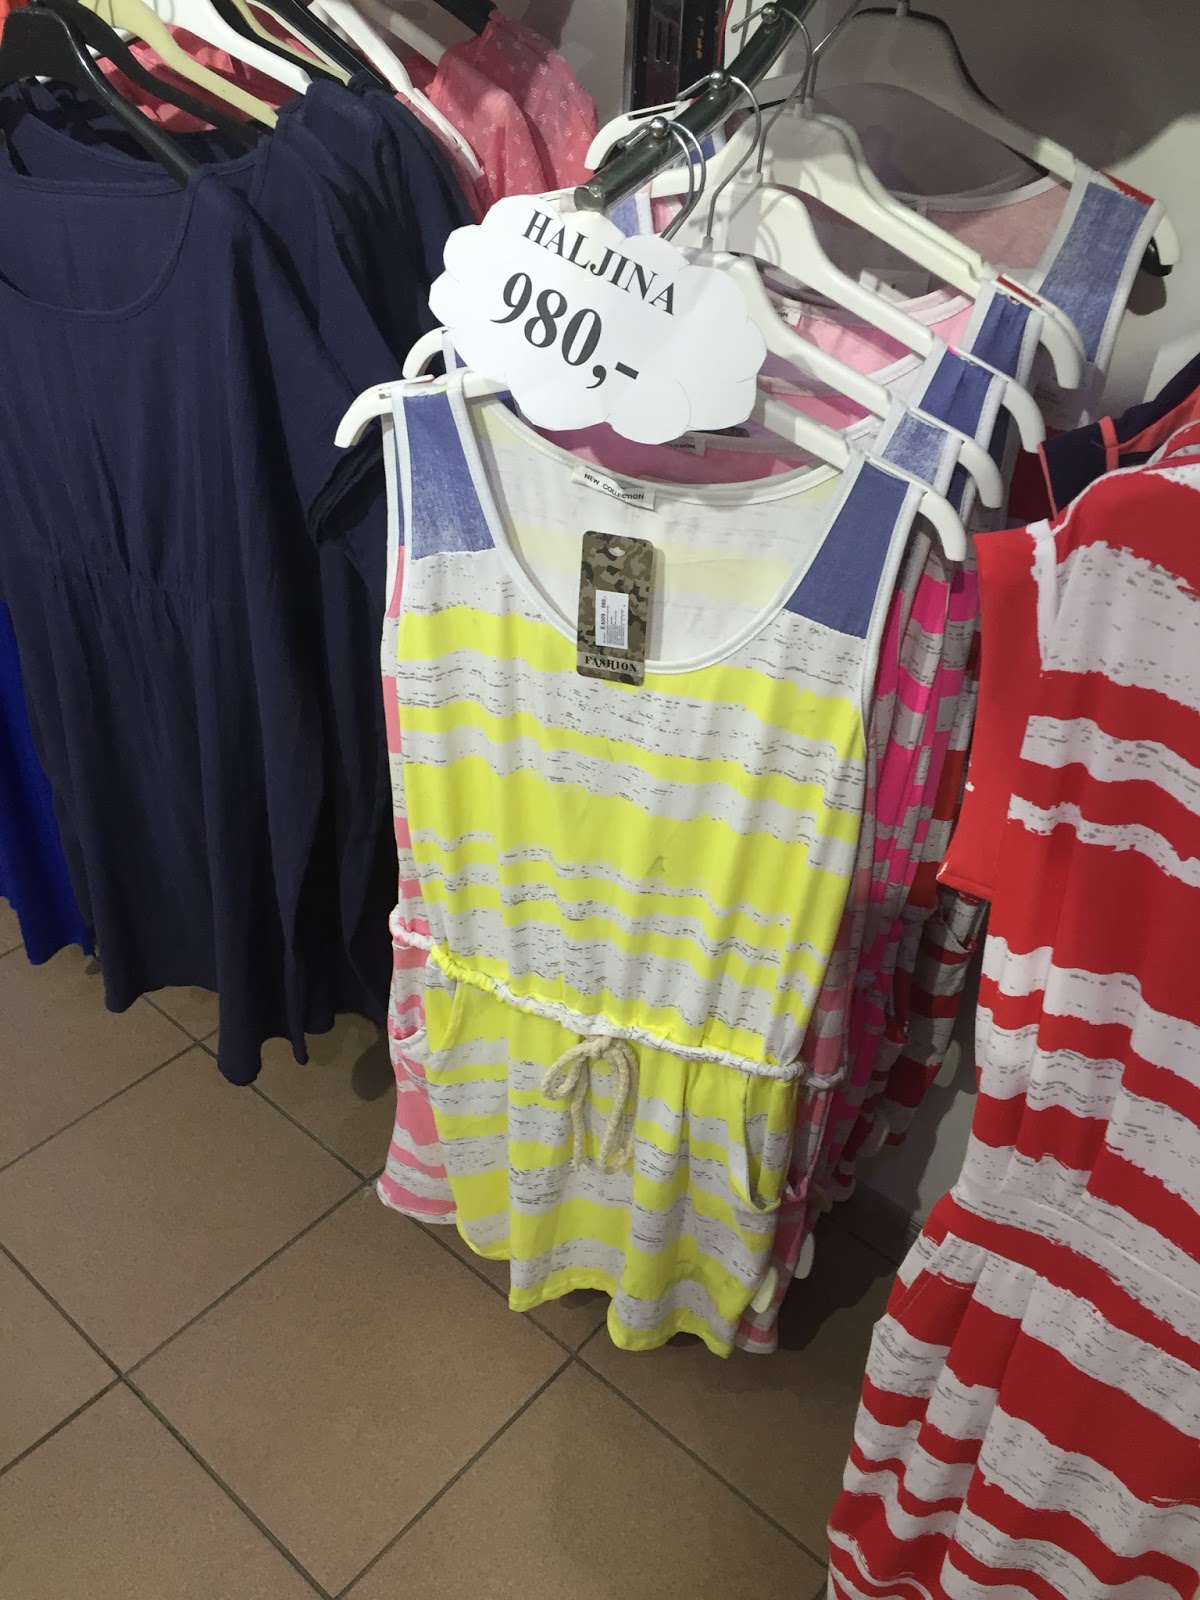 HALJINA
980,-
NEW COLLECTION
FASHION